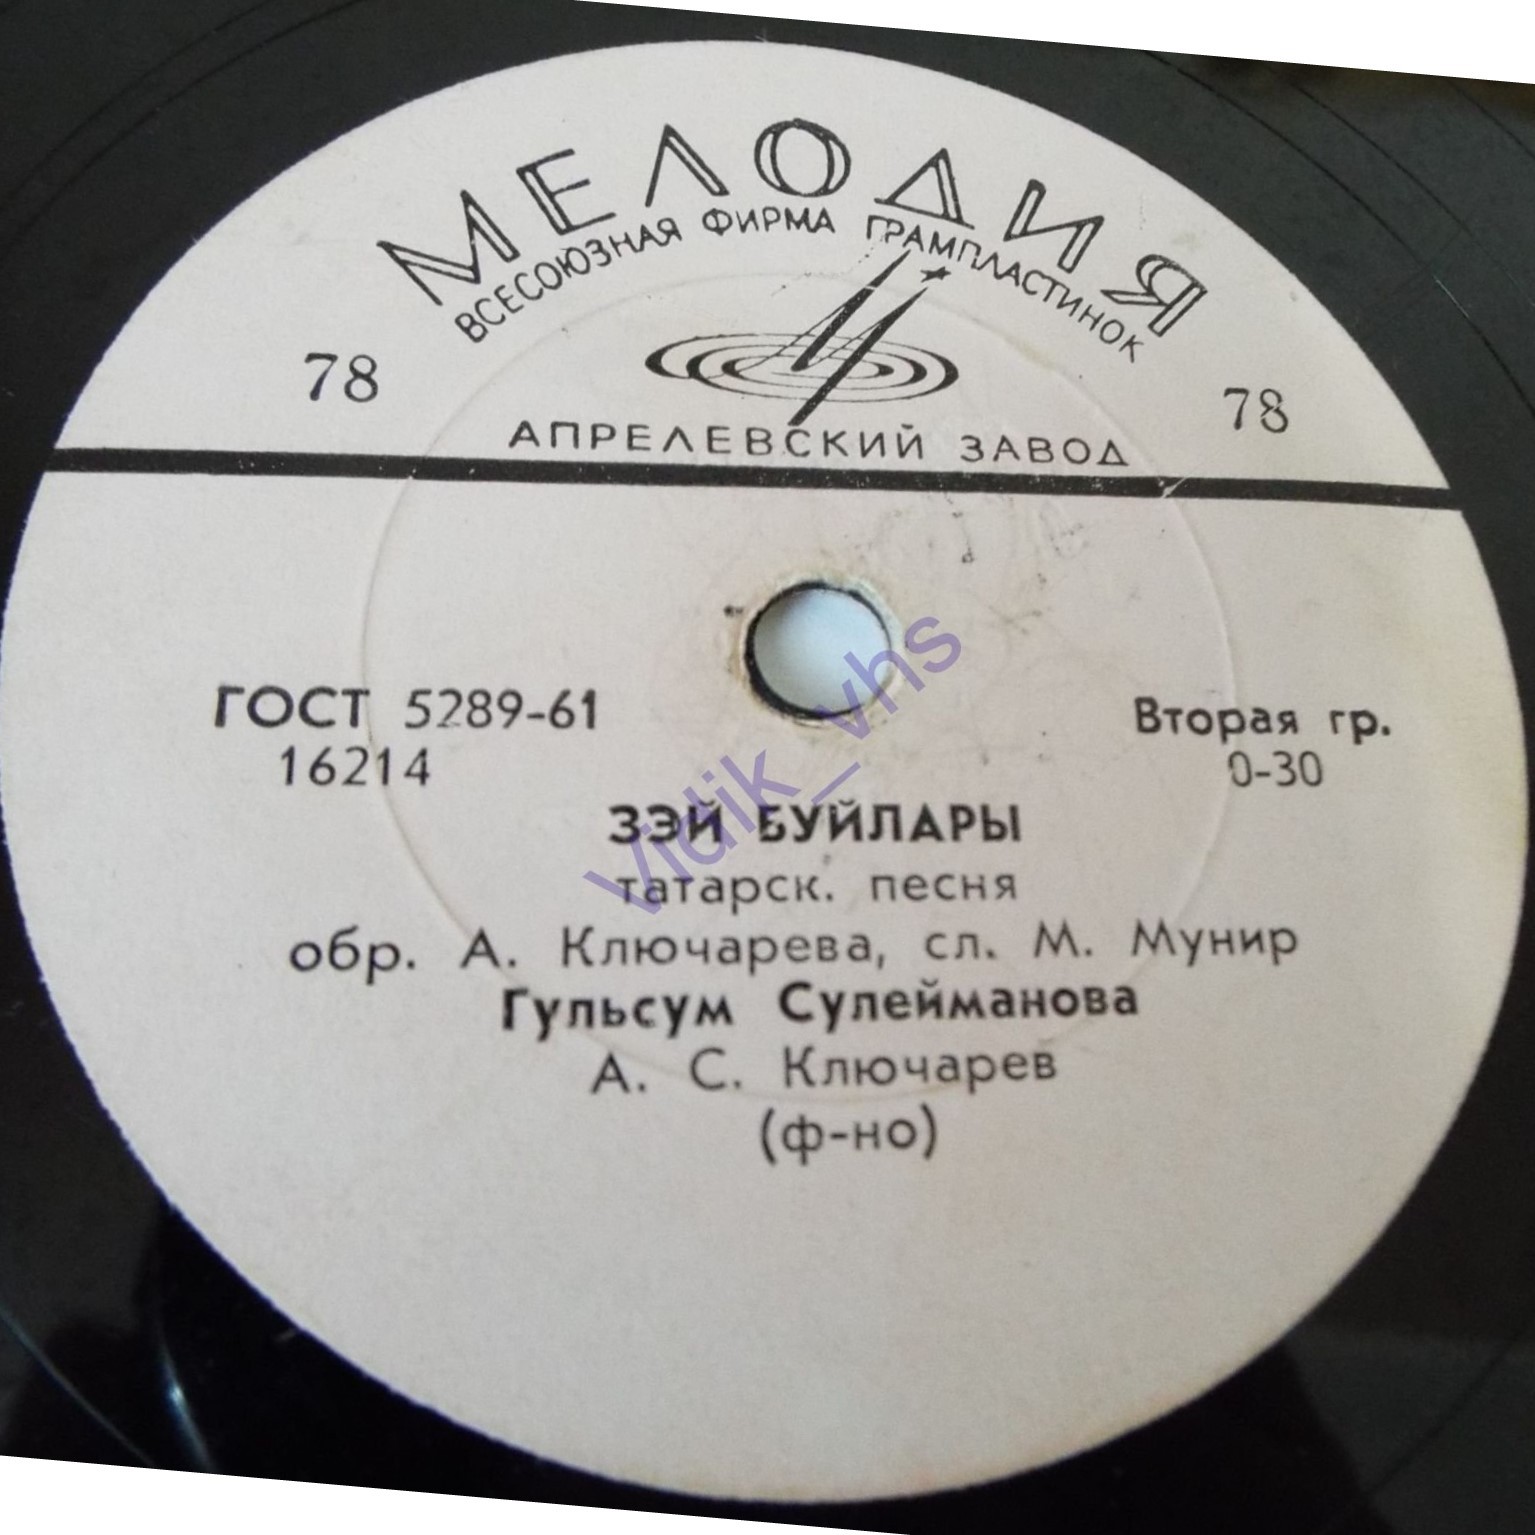 МЕЛОДИЯ
ВСЕСОЮЗНАЯ ФИРМА ГРАМПЛАСТИНОК
78 78
АПРЕЛЕВСКИЙ ЗАВОД
ГОСТ 5289-61 Вторая гр.
16214 0-30
ЗЭЙ БУЙЛАРЫ
татарск. песня
обр. А. Ключарева, сл. М. Мунир
Гульсум Сулейманова
А. С. Ключарев
(ф-но)
Vidik_vhs